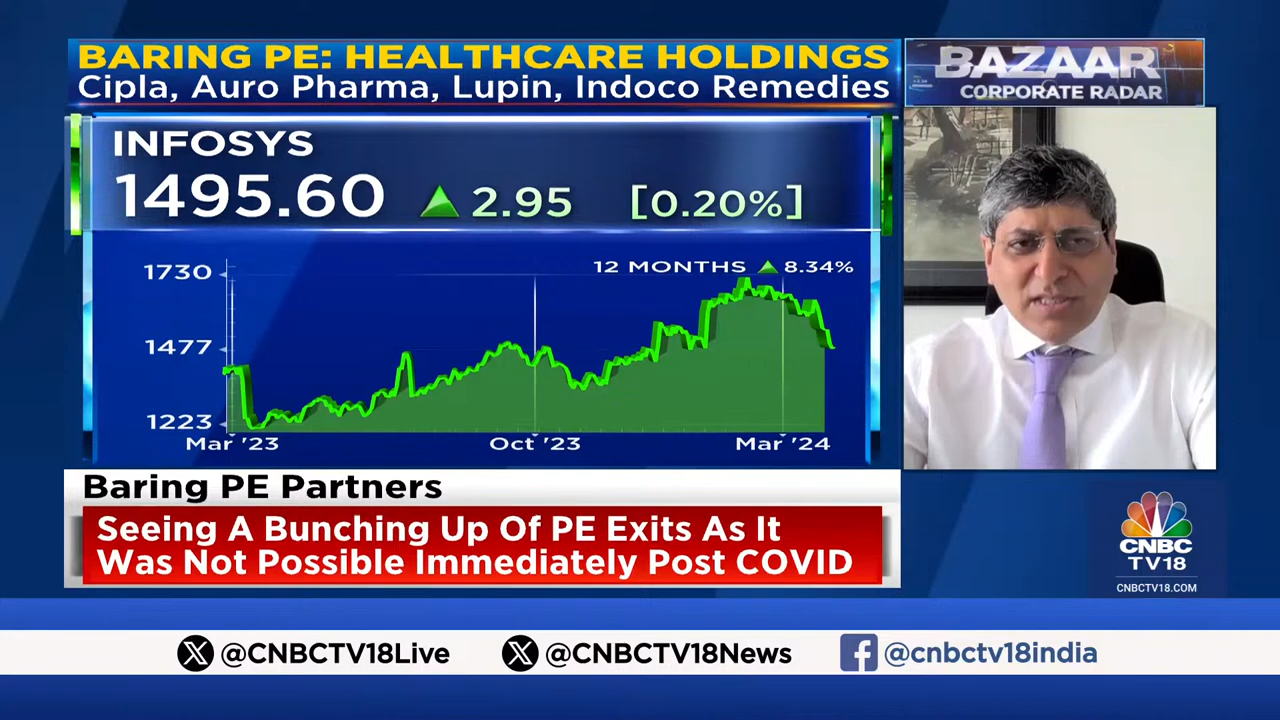 BARING PE: HEALTHCARE HOLDINGS
Cipla, Auro Pharma, Lupin, Indoco Remedies
BAZAAR
CORPORATE RADAR
INFOSYS
1495.60 ▲ 2.95 [0.20%]
12 MONTHS ▲ 8.34%
1730
1477
1223
Mar '23 Oct '23 Mar '24
Baring PE Partners
Seeing A Bunching Up Of PE Exits As It
Was Not Possible Immediately Post COVID
CNBC
TV18
CNBCTV18.COM
@CNBCTV18Live @CNBCTV18News @cnbctv18india